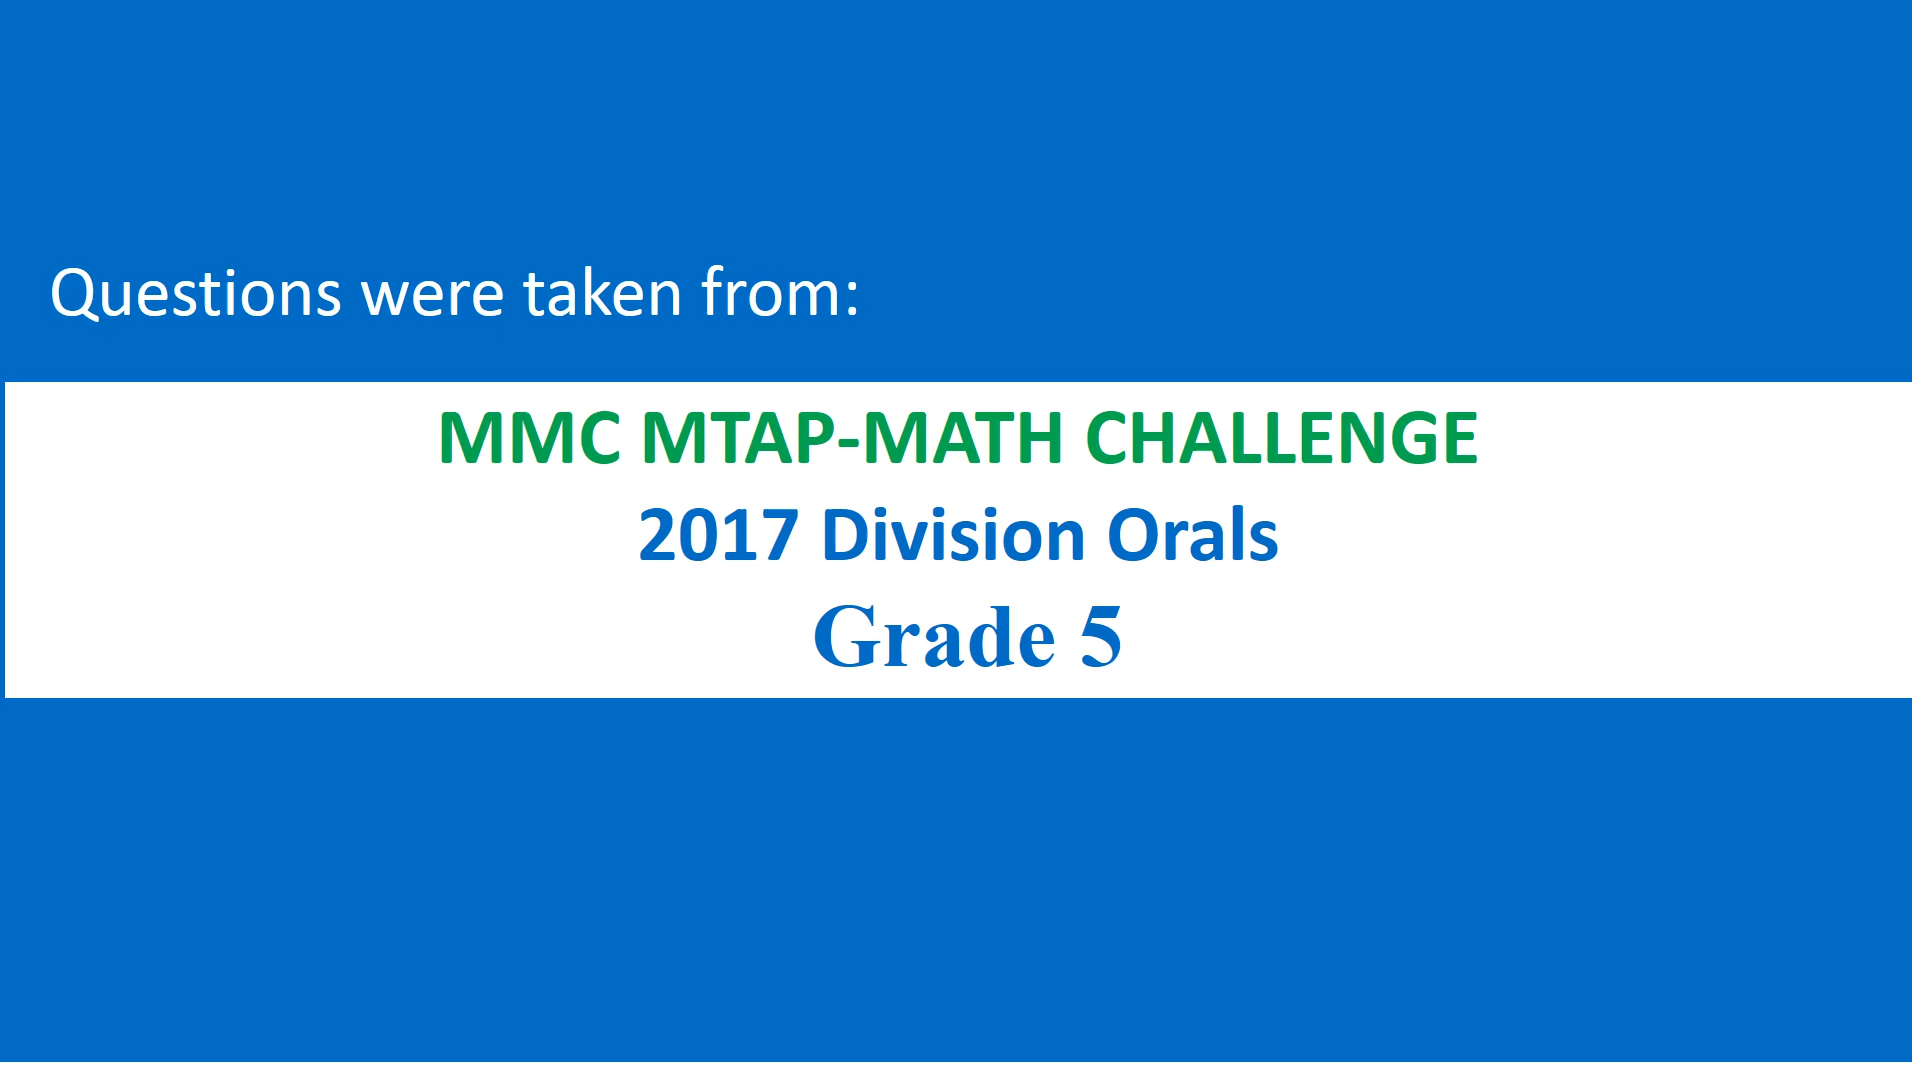 Questions were taken from:
MMC MTAP-MATH CHALLENGE
2017 Division Orals
Grade 5